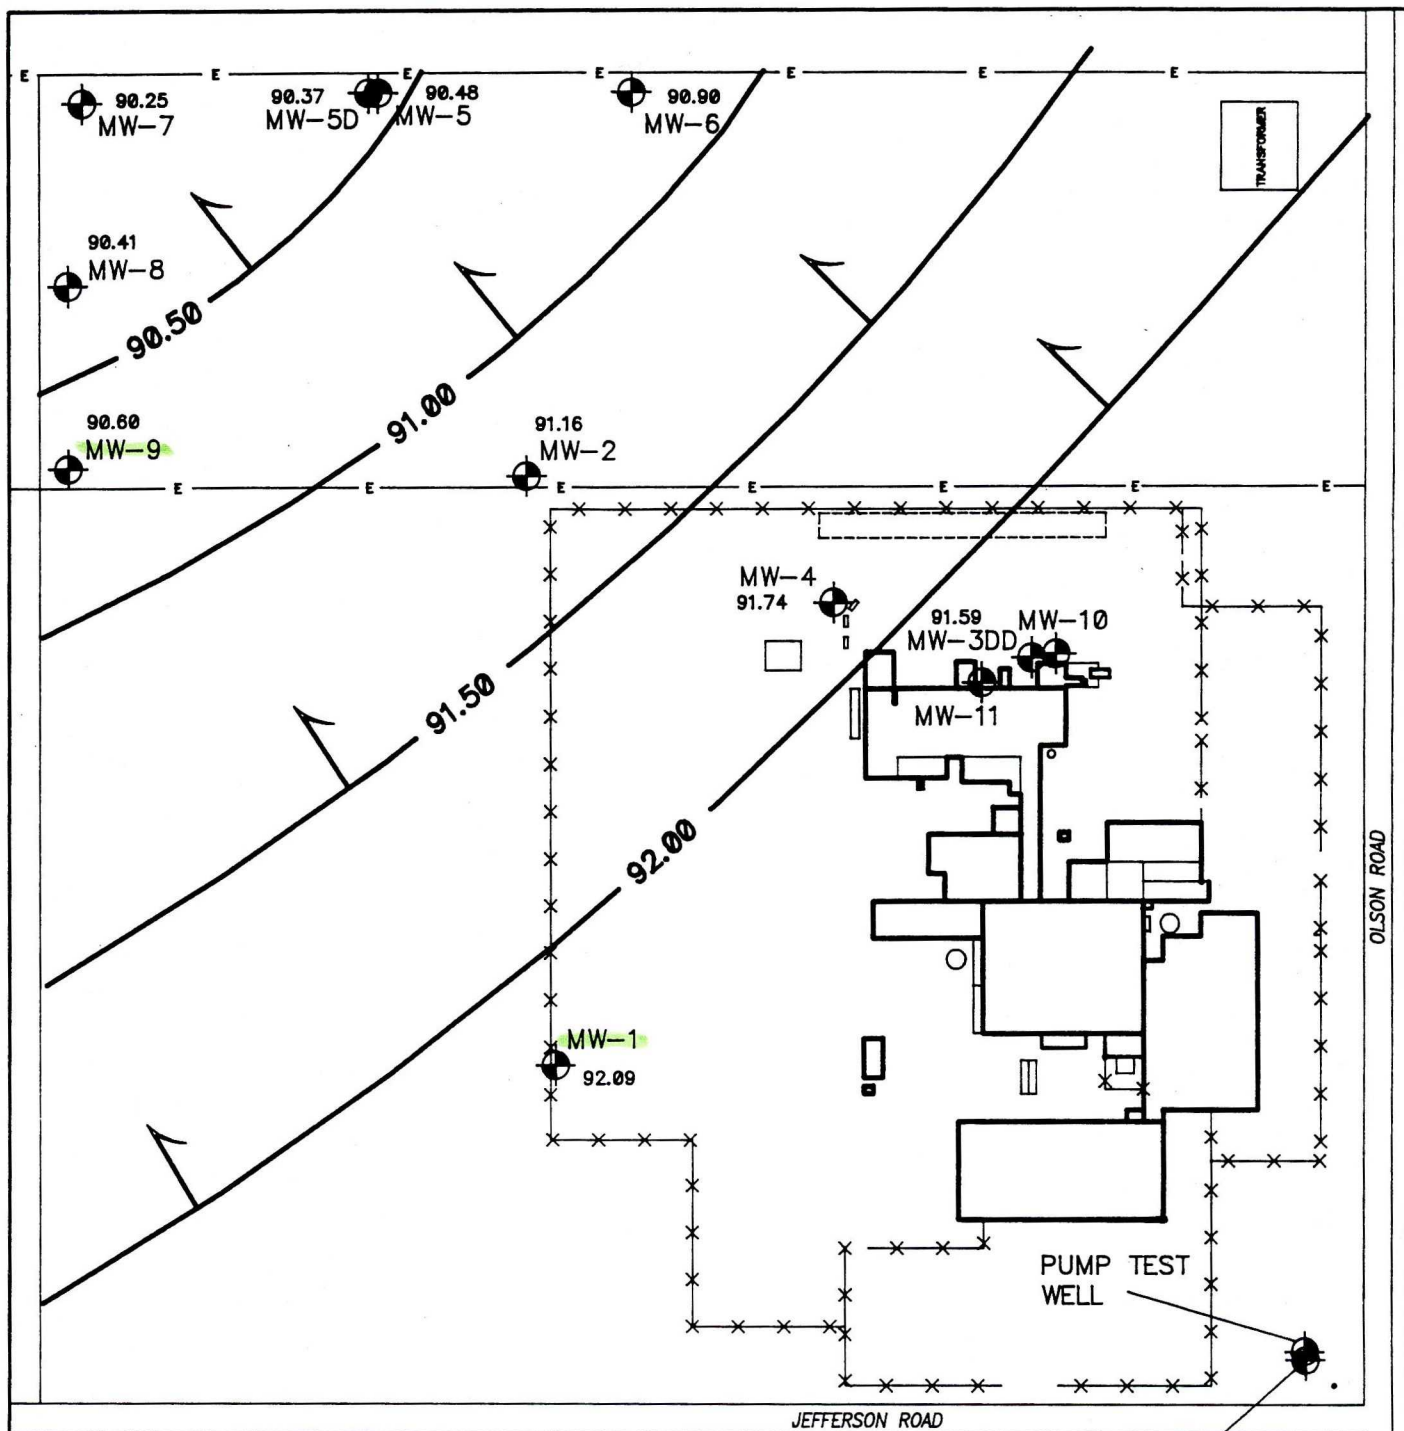 E E E E E E E
90.25
MW-7
90.37
MW-5D
90.48
MW-5
90.90
MW-6
TRANSFORMER
90.41
MW-8
90.50
91.00
90.60
MW-9
91.16
MW-2
E E E E E E E
MW-4
91.74
91.59
MW-3DD
MW-10
MW-11
91.50
92.00
OLSON ROAD
MW-1
92.09
PUMP TEST
WELL
JEFFERSON ROAD